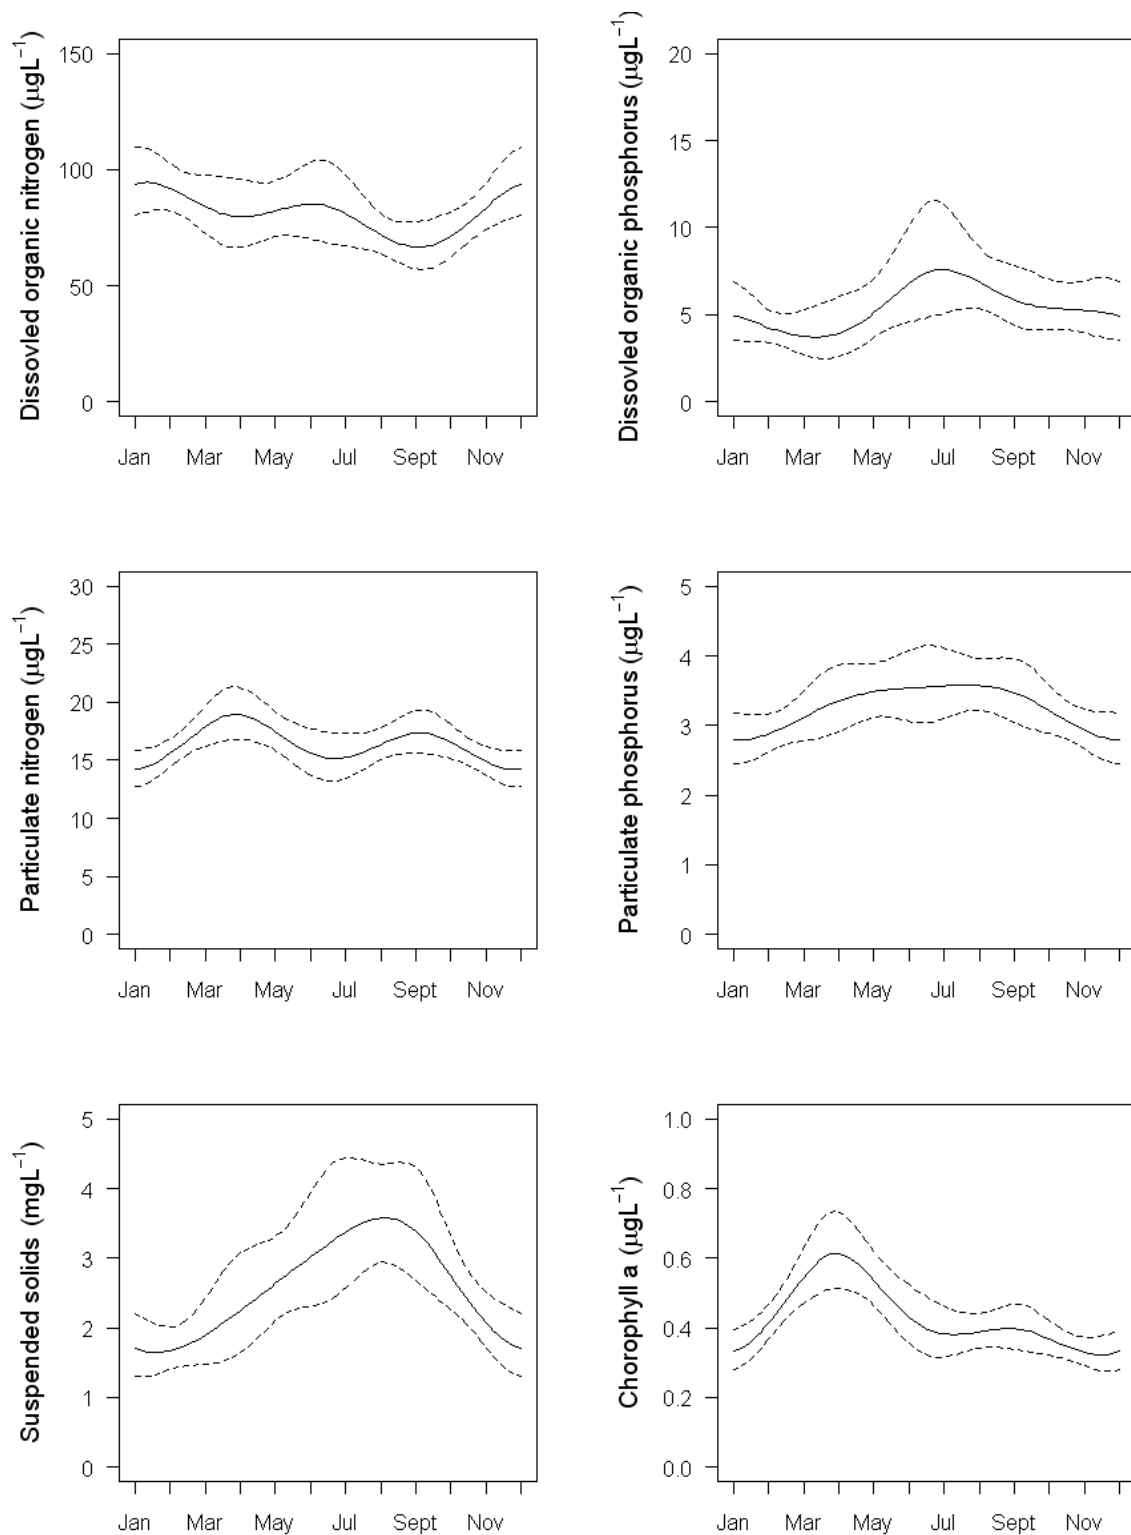 Dissovled organic nitrogen (µgL⁻¹)
150
100
50
0
Jan Mar May Jul Sept Nov
Dissovled organic phosphorus (µgL⁻¹)
20
15
10
5
0
Jan Mar May Jul Sept Nov
Particulate nitrogen (µgL⁻¹)
30
25
20
15
10
5
0
Jan Mar May Jul Sept Nov
Particulate phosphorus (µgL⁻¹)
5
4
3
2
1
0
Jan Mar May Jul Sept Nov
Suspended solids (mgL⁻¹)
5
4
3
2
1
0
Jan Mar May Jul Sept Nov
Chorophyll a (µgL⁻¹)
1.0
0.8
0.6
0.4
0.2
0.0
Jan Mar May Jul Sept Nov